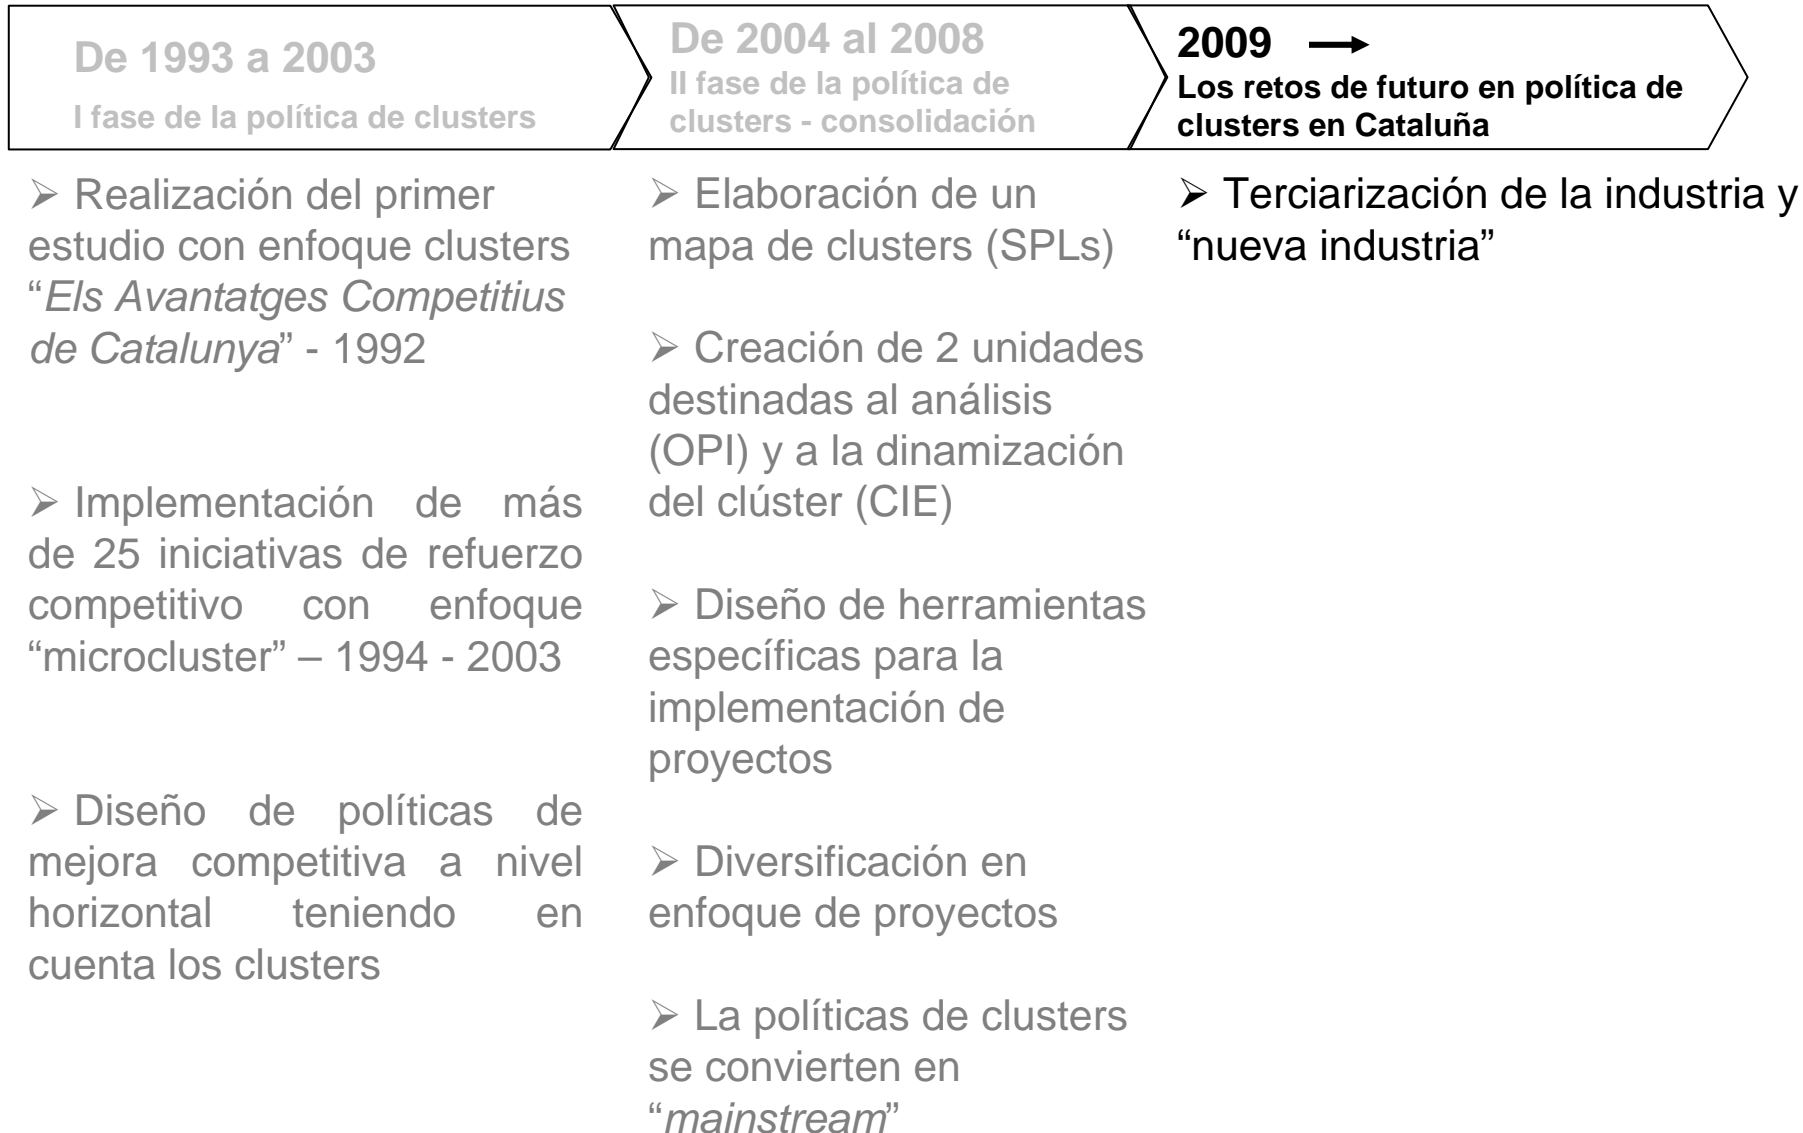 De 1993 a 2003
I fase de la política de clusters
De 2004 al 2008
II fase de la política de
clusters - consolidación
2009 →
Los retos de futuro en política de
clusters en Cataluña
➢ Realización del primer
estudio con enfoque clusters
“Els Avantatges Competitius
de Catalunya” - 1992
➢ Implementación de más
de 25 iniciativas de refuerzo
competitivo con enfoque
“microcluster” – 1994 - 2003
➢ Diseño de políticas de
mejora competitiva a nivel
horizontal teniendo en
cuenta los clusters
➢ Elaboración de un
mapa de clusters (SPLs)
➢ Creación de 2 unidades
destinadas al análisis
(OPI) y a la dinamización
del clúster (CIE)
➢ Diseño de herramientas
específicas para la
implementación de
proyectos
➢ Diversificación en
enfoque de proyectos
➢ La políticas de clusters
se convierten en
“mainstream”
➢ Terciarización de la industria y
“nueva industria”